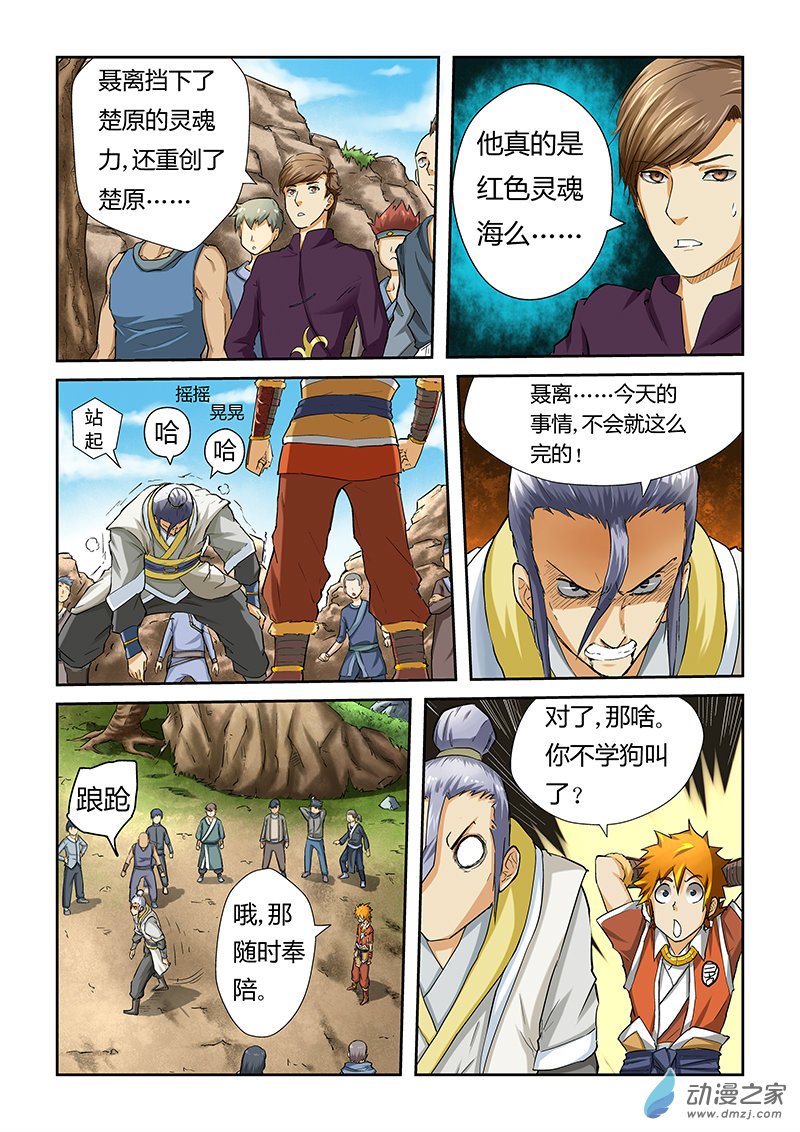 聂离挡下了
楚原的灵魂
力，还重创了
楚原……
他真的是
红色灵魂
海么……
站起
哈
摇摇
晃晃
哈
聂离……今天的
事情，不会就这么
完的！
踉跄
哦，那
随时奉
陪。
对了，那啥。
你不学狗叫
了？
动漫之家
www.dmzj.com